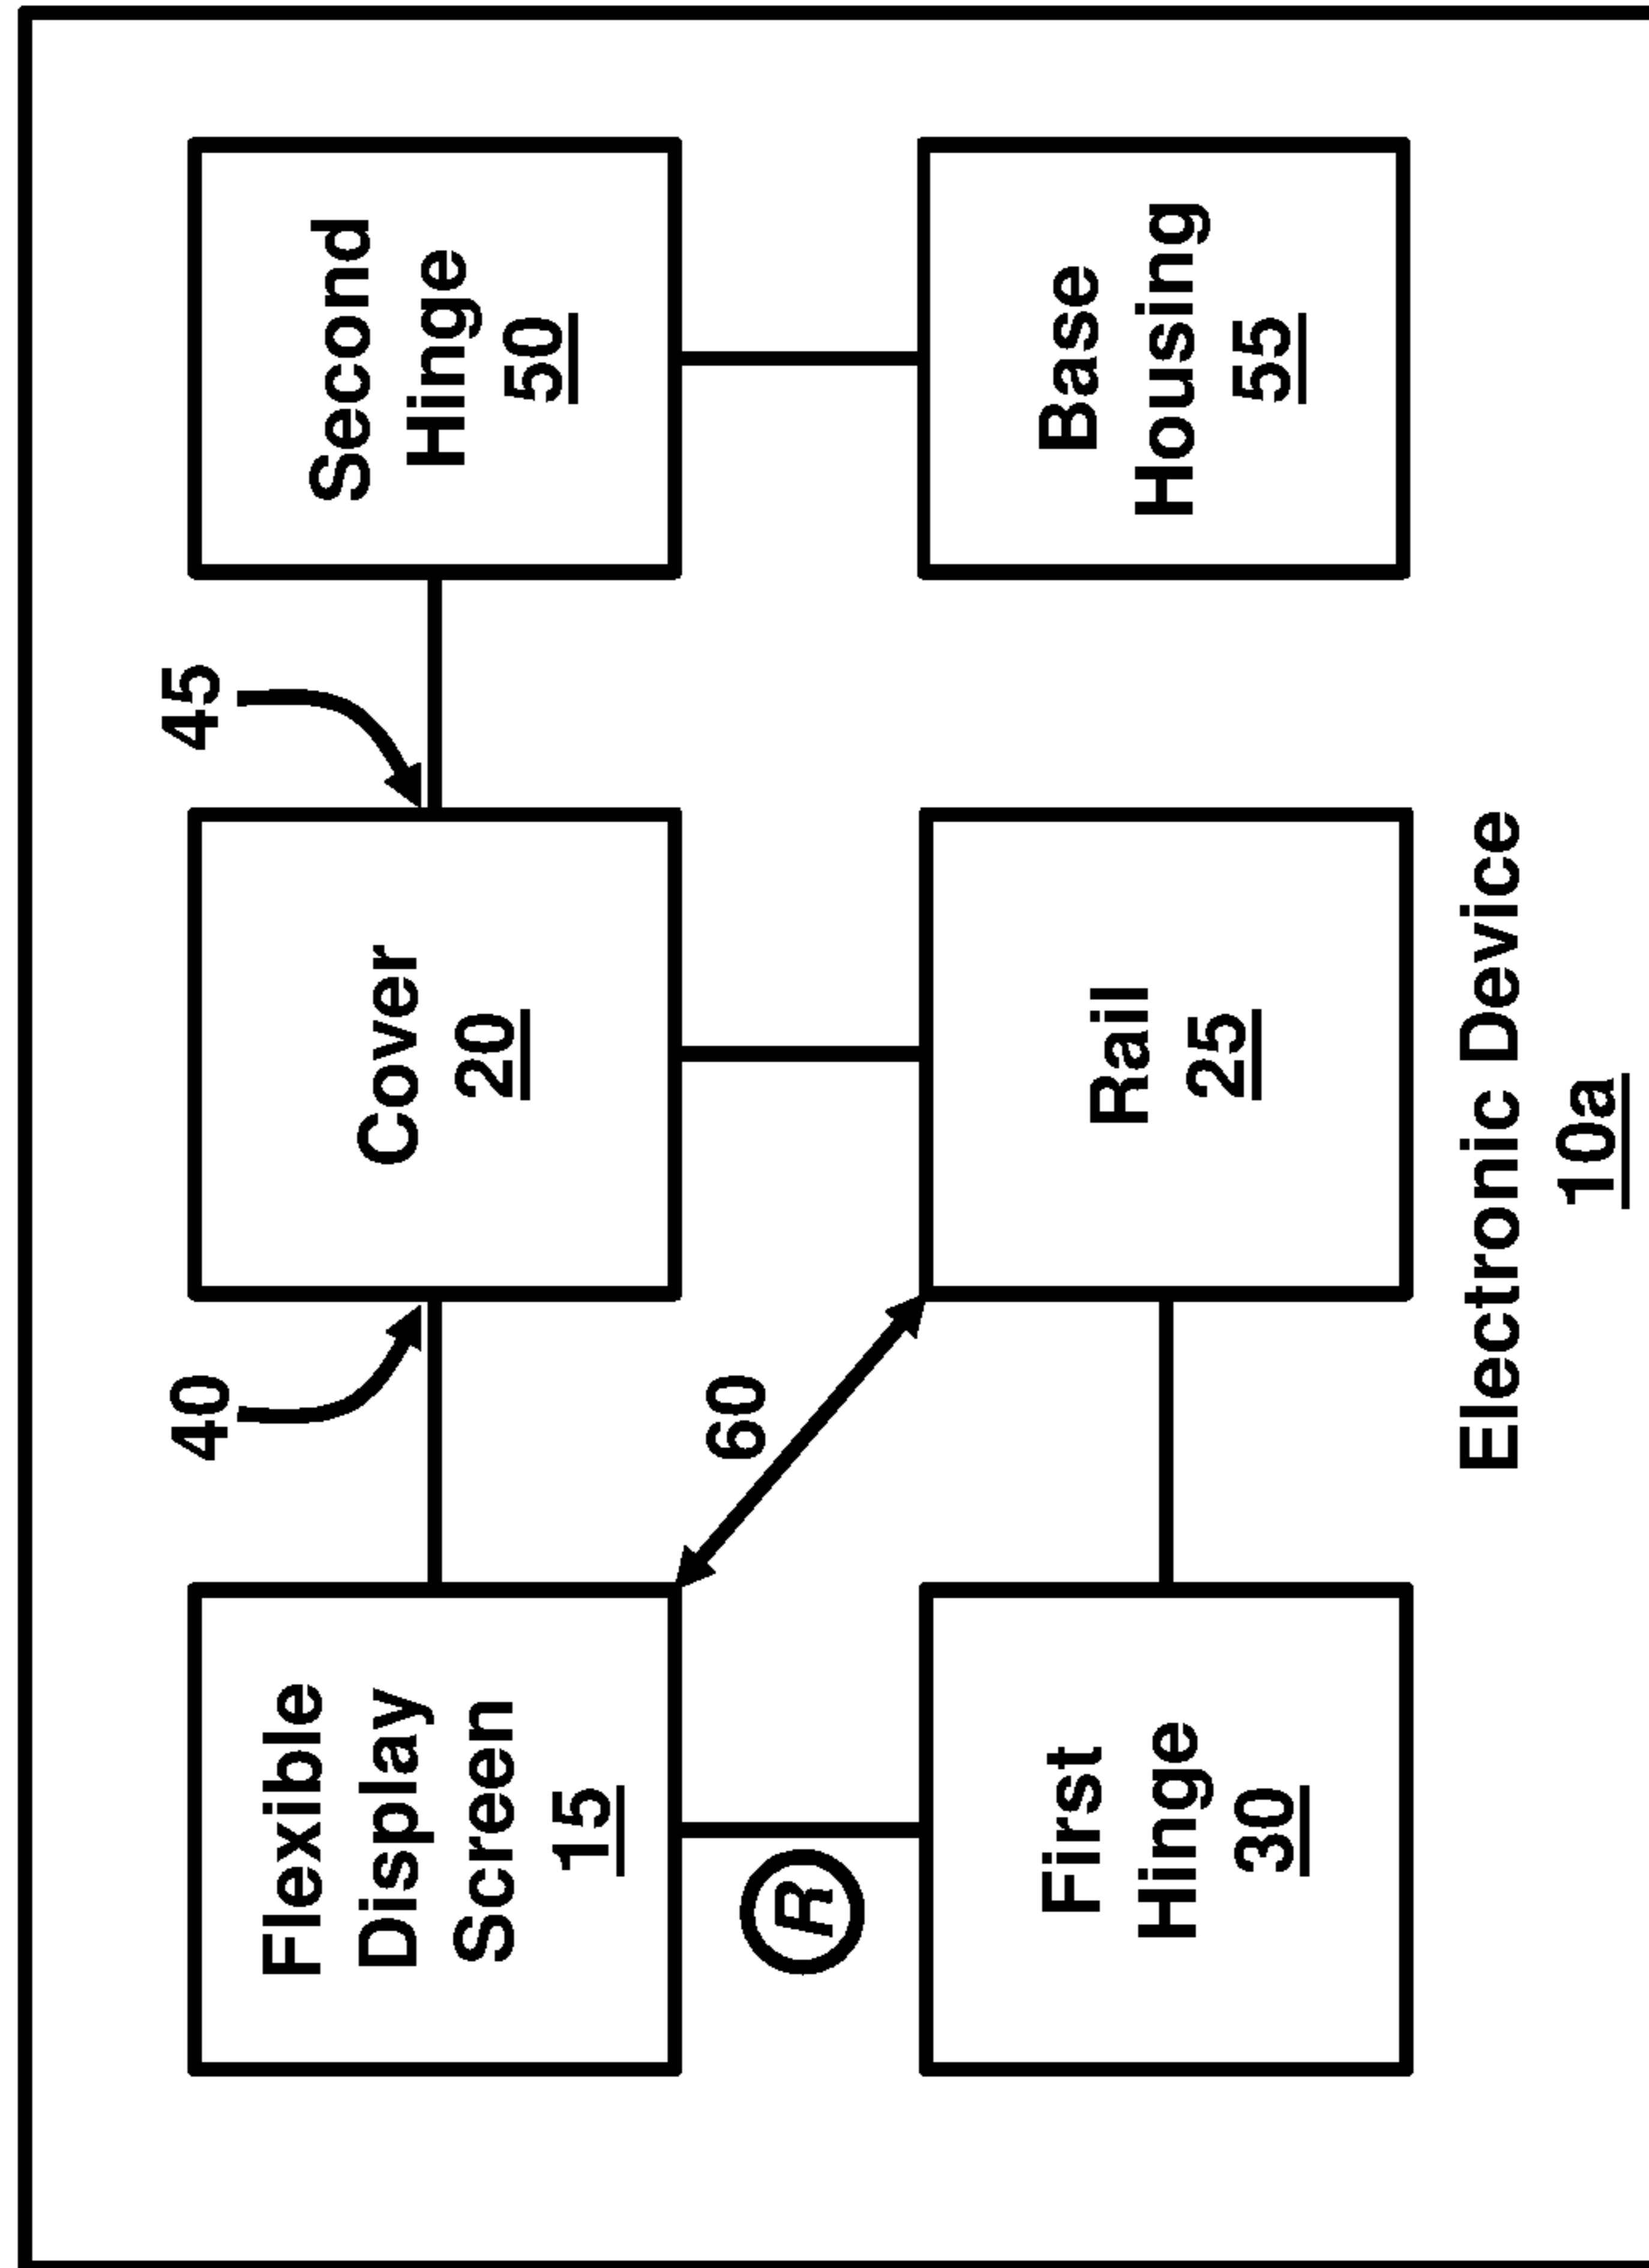 40
45
Flexible
Display
Screen
15
Cover
20
Second
Hinge
50
R
60
First
Hinge
30
Rail
25
Base
Housing
55
Electronic Device
10a